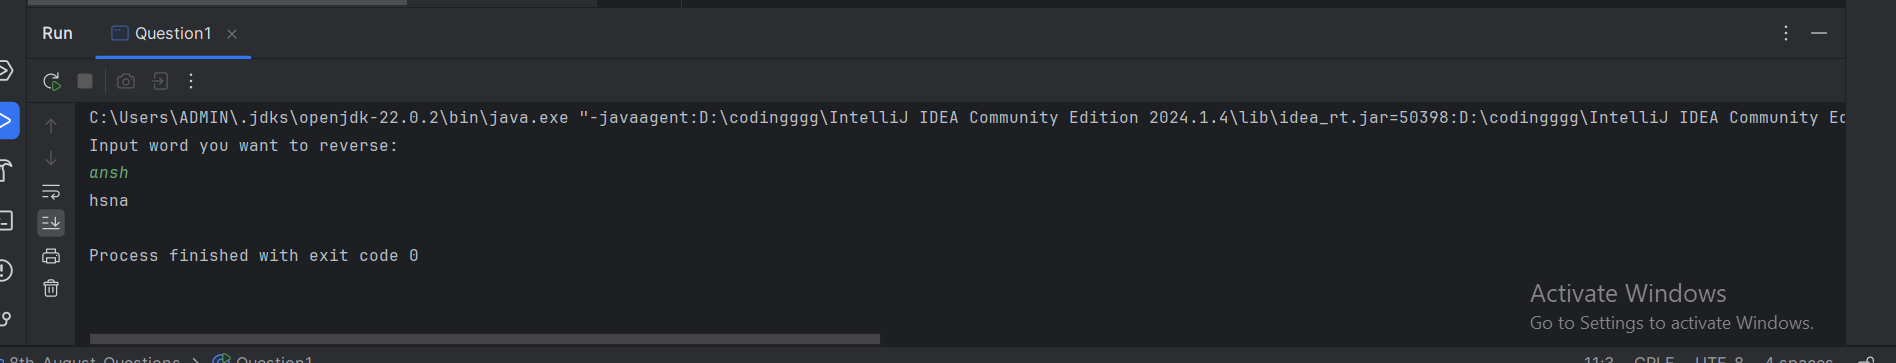 Run Question1
C:\Users\ADMIN\.jdks\openjdk-22.0.2\bin\java.exe "-javaagent:D:\codingggg\IntelliJ IDEA Community Edition 2024.1.4\lib\idea_rt.jar=50398:D:\codingggg\IntelliJ IDEA Community Ed
Input word you want to reverse:
ansh
hsna
Process finished with exit code 0
Activate Windows
Go to Settings to activate Windows.
8th_August_Questions > Question1 11:3 CRLF UTF-8 4 spaces